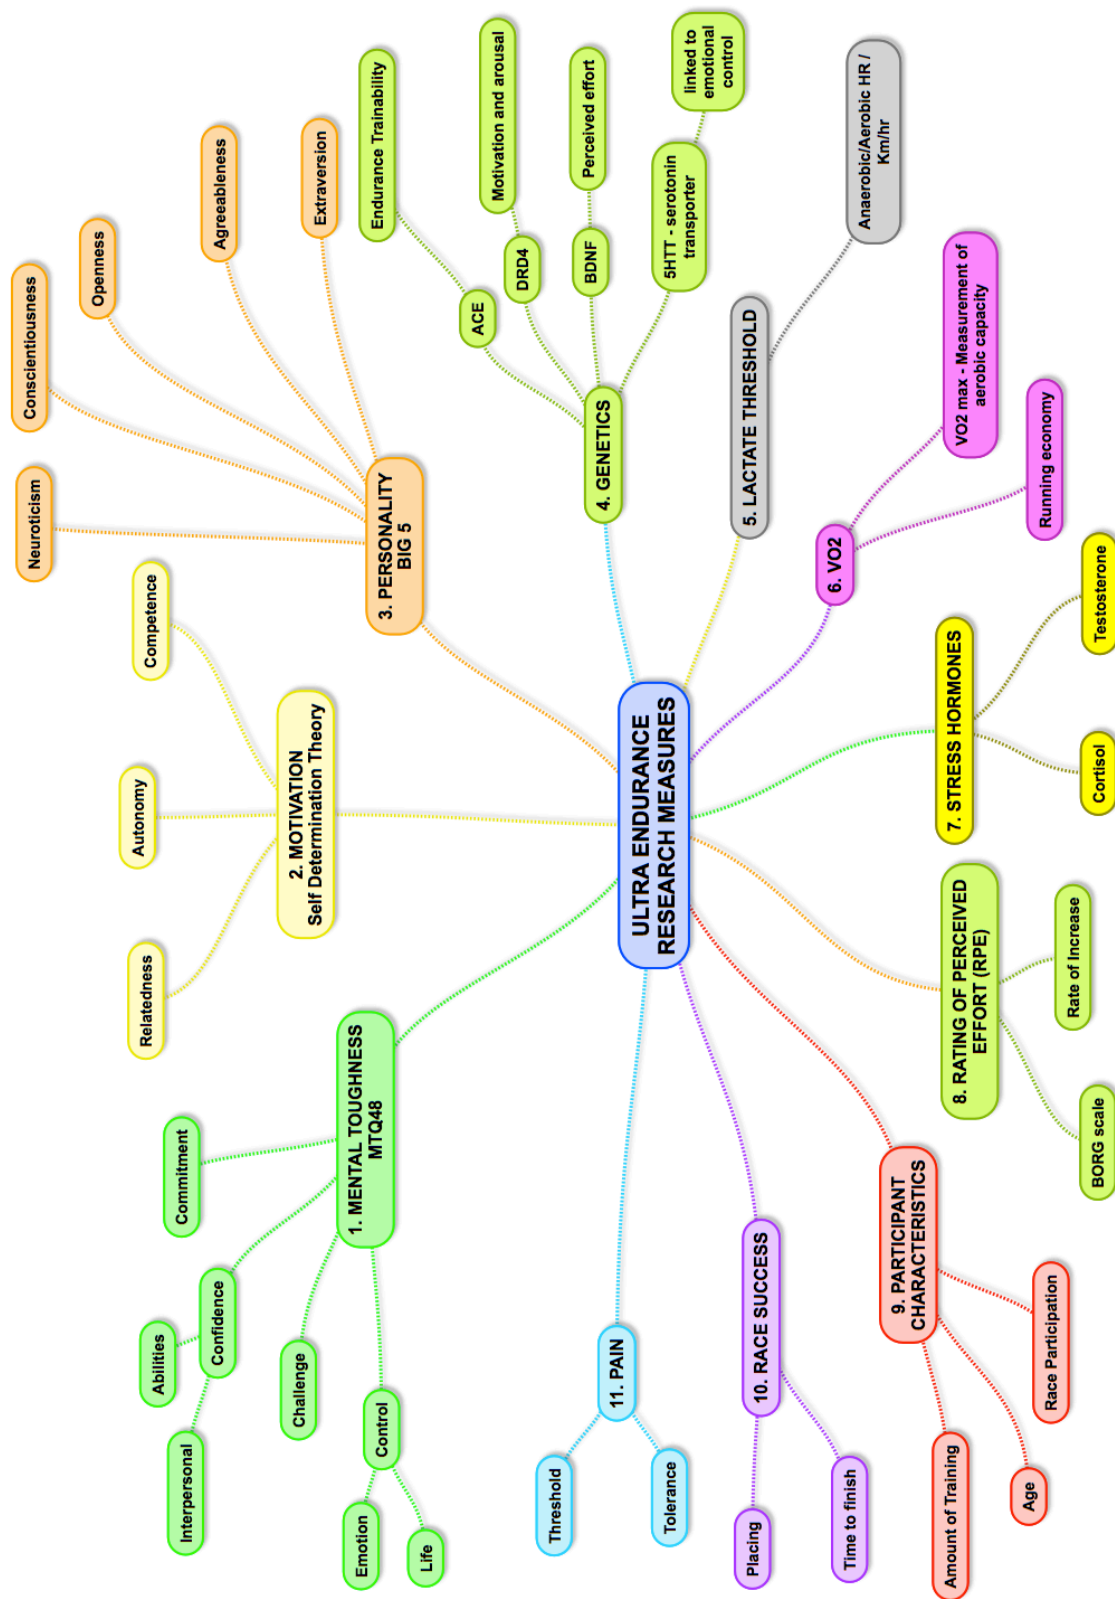 ULTRA ENDURANCE
RESEARCH MEASURES
1. MENTAL TOUGHNESS
MTQ48
Commitment
Confidence
Abilities
Interpersonal
Challenge
Control
Emotion
Life
2. MOTIVATION
Self Determination Theory
Relatedness
Autonomy
Competence
3. PERSONALITY
BIG 5
Neuroticism
Conscientiousness
Openness
Agreeableness
Extraversion
4. GENETICS
ACE
Endurance Trainability
DRD4
Motivation and arousal
BDNF
Perceived effort
5HTT - serotonin
transporter
linked to
emotional
control
5. LACTATE THRESHOLD
Anaerobic/Aerobic HR /
Km/hr
6. VO2
VO2 max - Measurement of
aerobic capacity
Running economy
7. STRESS HORMONES
Testosterone
Cortisol
8. RATING OF PERCEIVED
EFFORT (RPE)
Rate of Increase
BORG scale
9. PARTICIPANT
CHARACTERISTICS
Race Participation
Age
Amount of Training
10. RACE SUCCESS
Time to finish
Placing
11. PAIN
Tolerance
Threshold